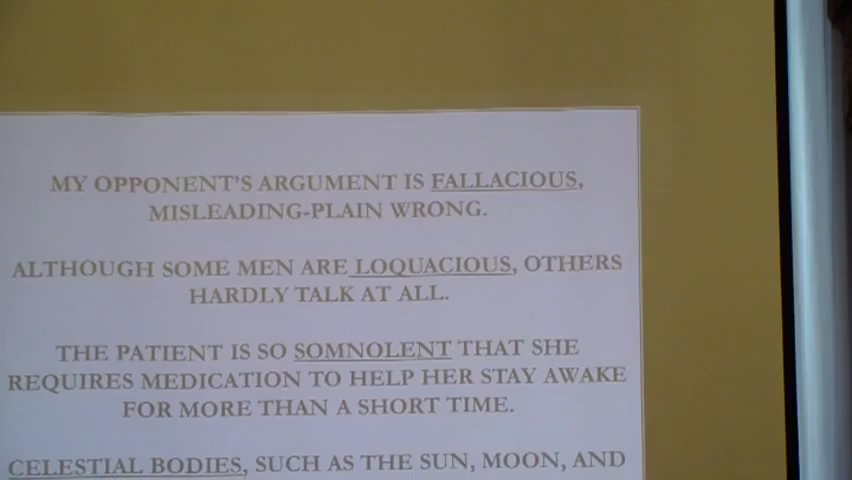 MY OPPONENT'S ARGUMENT IS FALLACIOUS,
MISLEADING-PLAIN WRONG.
ALTHOUGH SOME MEN ARE LOQUACIOUS, OTHERS
HARDLY TALK AT ALL.
THE PATIENT IS SO SOMNOLENT THAT SHE
REQUIRES MEDICATION TO HELP HER STAY AWAKE
FOR MORE THAN A SHORT TIME.
CELESTIAL BODIES, SUCH AS THE SUN, MOON, AND